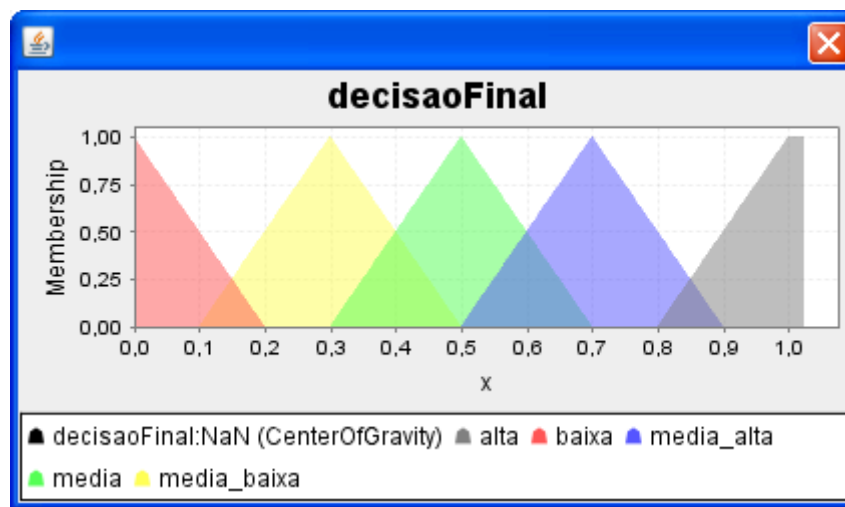 decisaoFinal
1,00
0,75
0,50
0,25
0,00
Membership
0,0 0,1 0,2 0,3 0,4 0,5 0,6 0,7 0,8 0,9 1,0
x
decisaoFinal:NaN (CenterOfGravity) alta baixa media_alta
media media_baixa